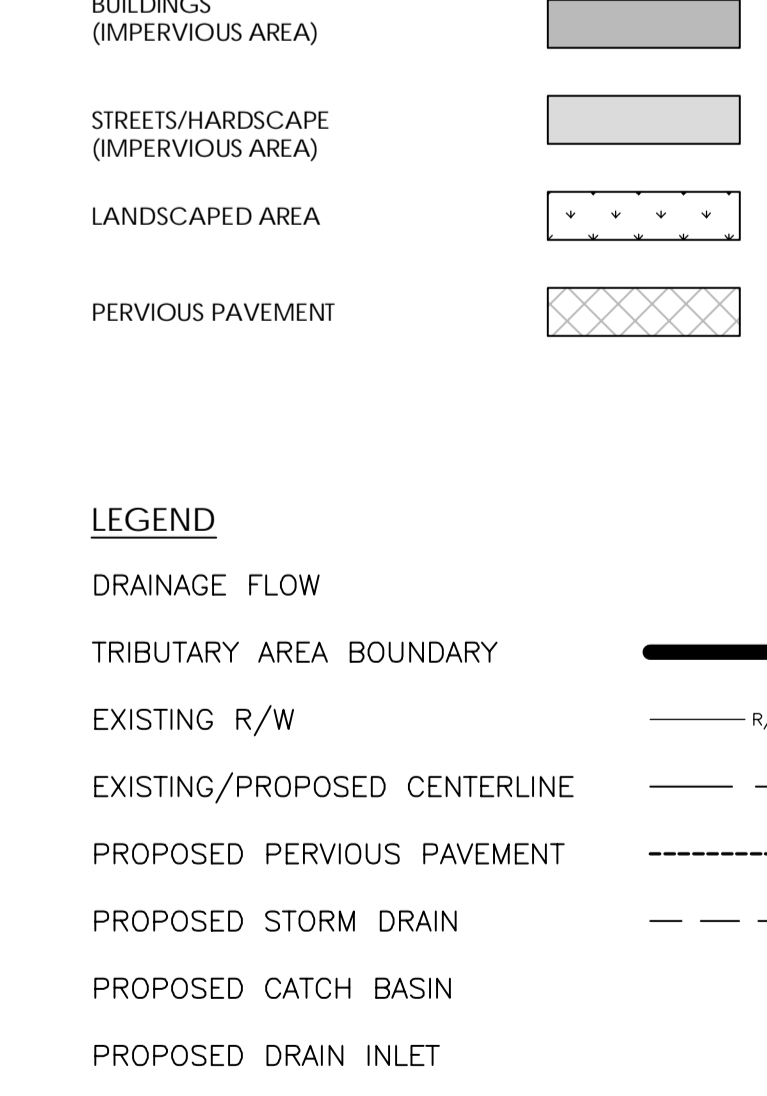 BUILDINGS
(IMPERVIOUS AREA)
STREETS/HARDSCAPE
(IMPERVIOUS AREA)
LANDSCAPED AREA
PERVIOUS PAVEMENT
LEGEND
DRAINAGE FLOW
TRIBUTARY AREA BOUNDARY
EXISTING R/W
EXISTING/PROPOSED CENTERLINE
PROPOSED PERVIOUS PAVEMENT
PROPOSED STORM DRAIN
PROPOSED CATCH BASIN
PROPOSED DRAIN INLET